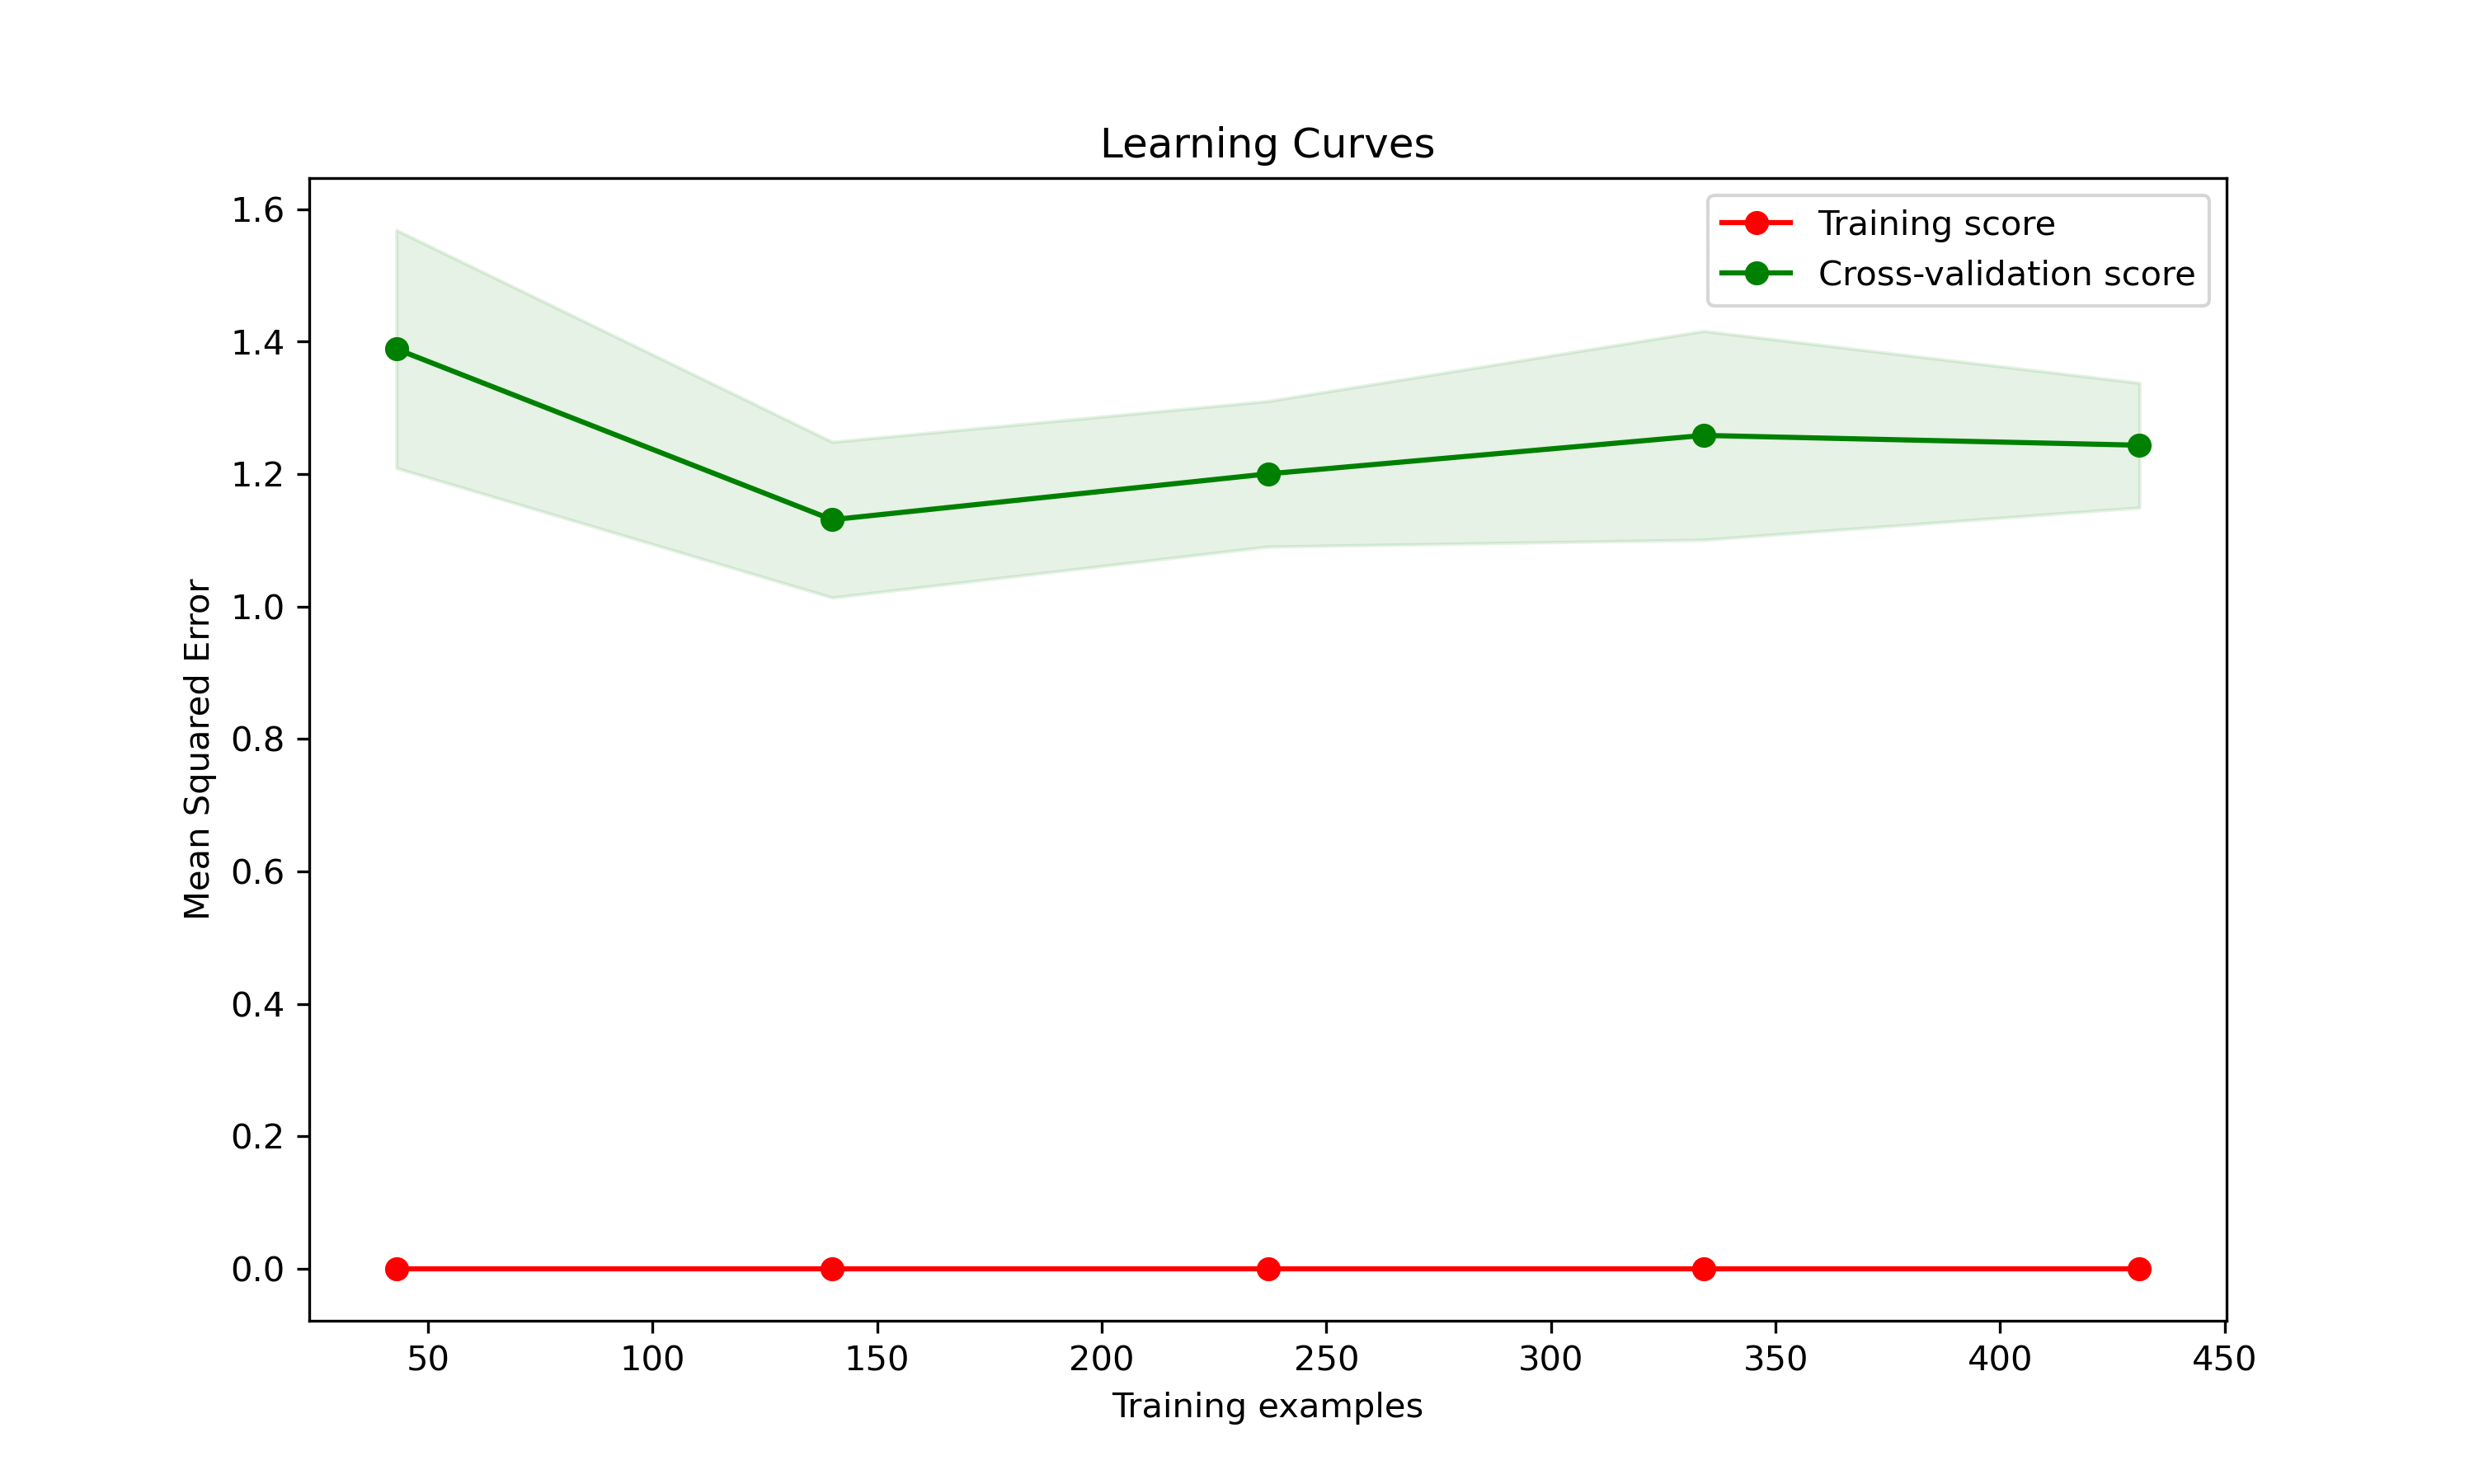 Learning Curves
Training score
Cross-validation score
1.6
1.4
1.2
1.0
0.8
0.6
0.4
0.2
0.0
Mean Squared Error
50 100 150 200 250 300 350 400 450
Training examples